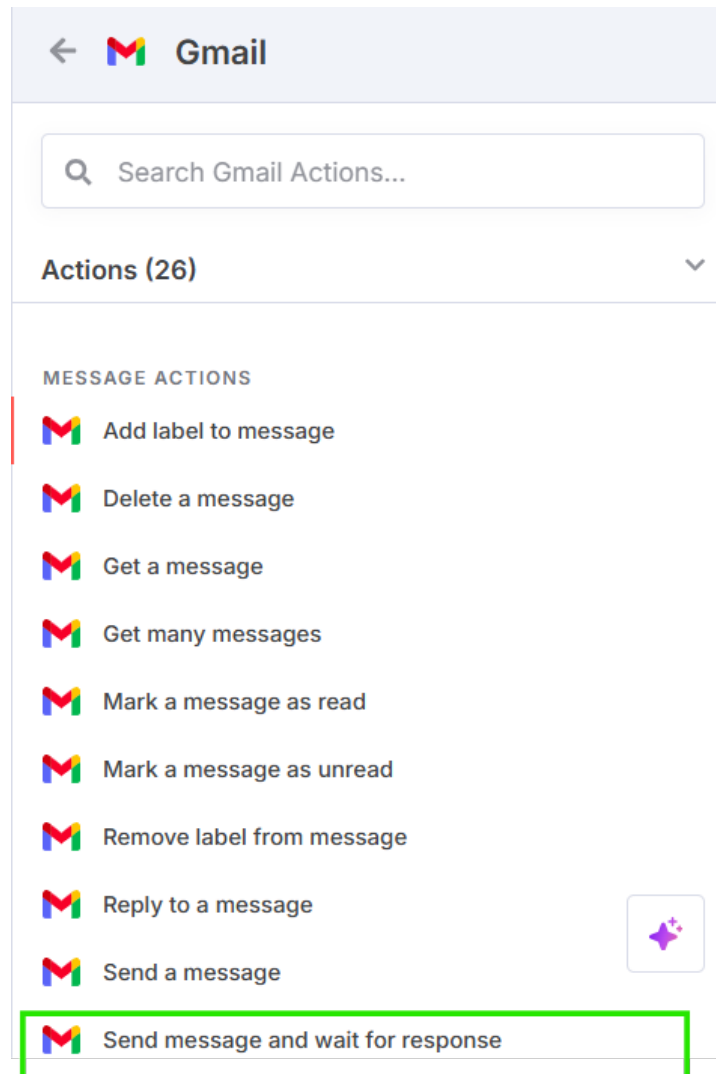 Gmail
Search Gmail Actions...
Actions (26)
MESSAGE ACTIONS
Add label to message
Delete a message
Get a message
Get many messages
Mark a message as read
Mark a message as unread
Remove label from message
Reply to a message
Send a message
Send message and wait for response